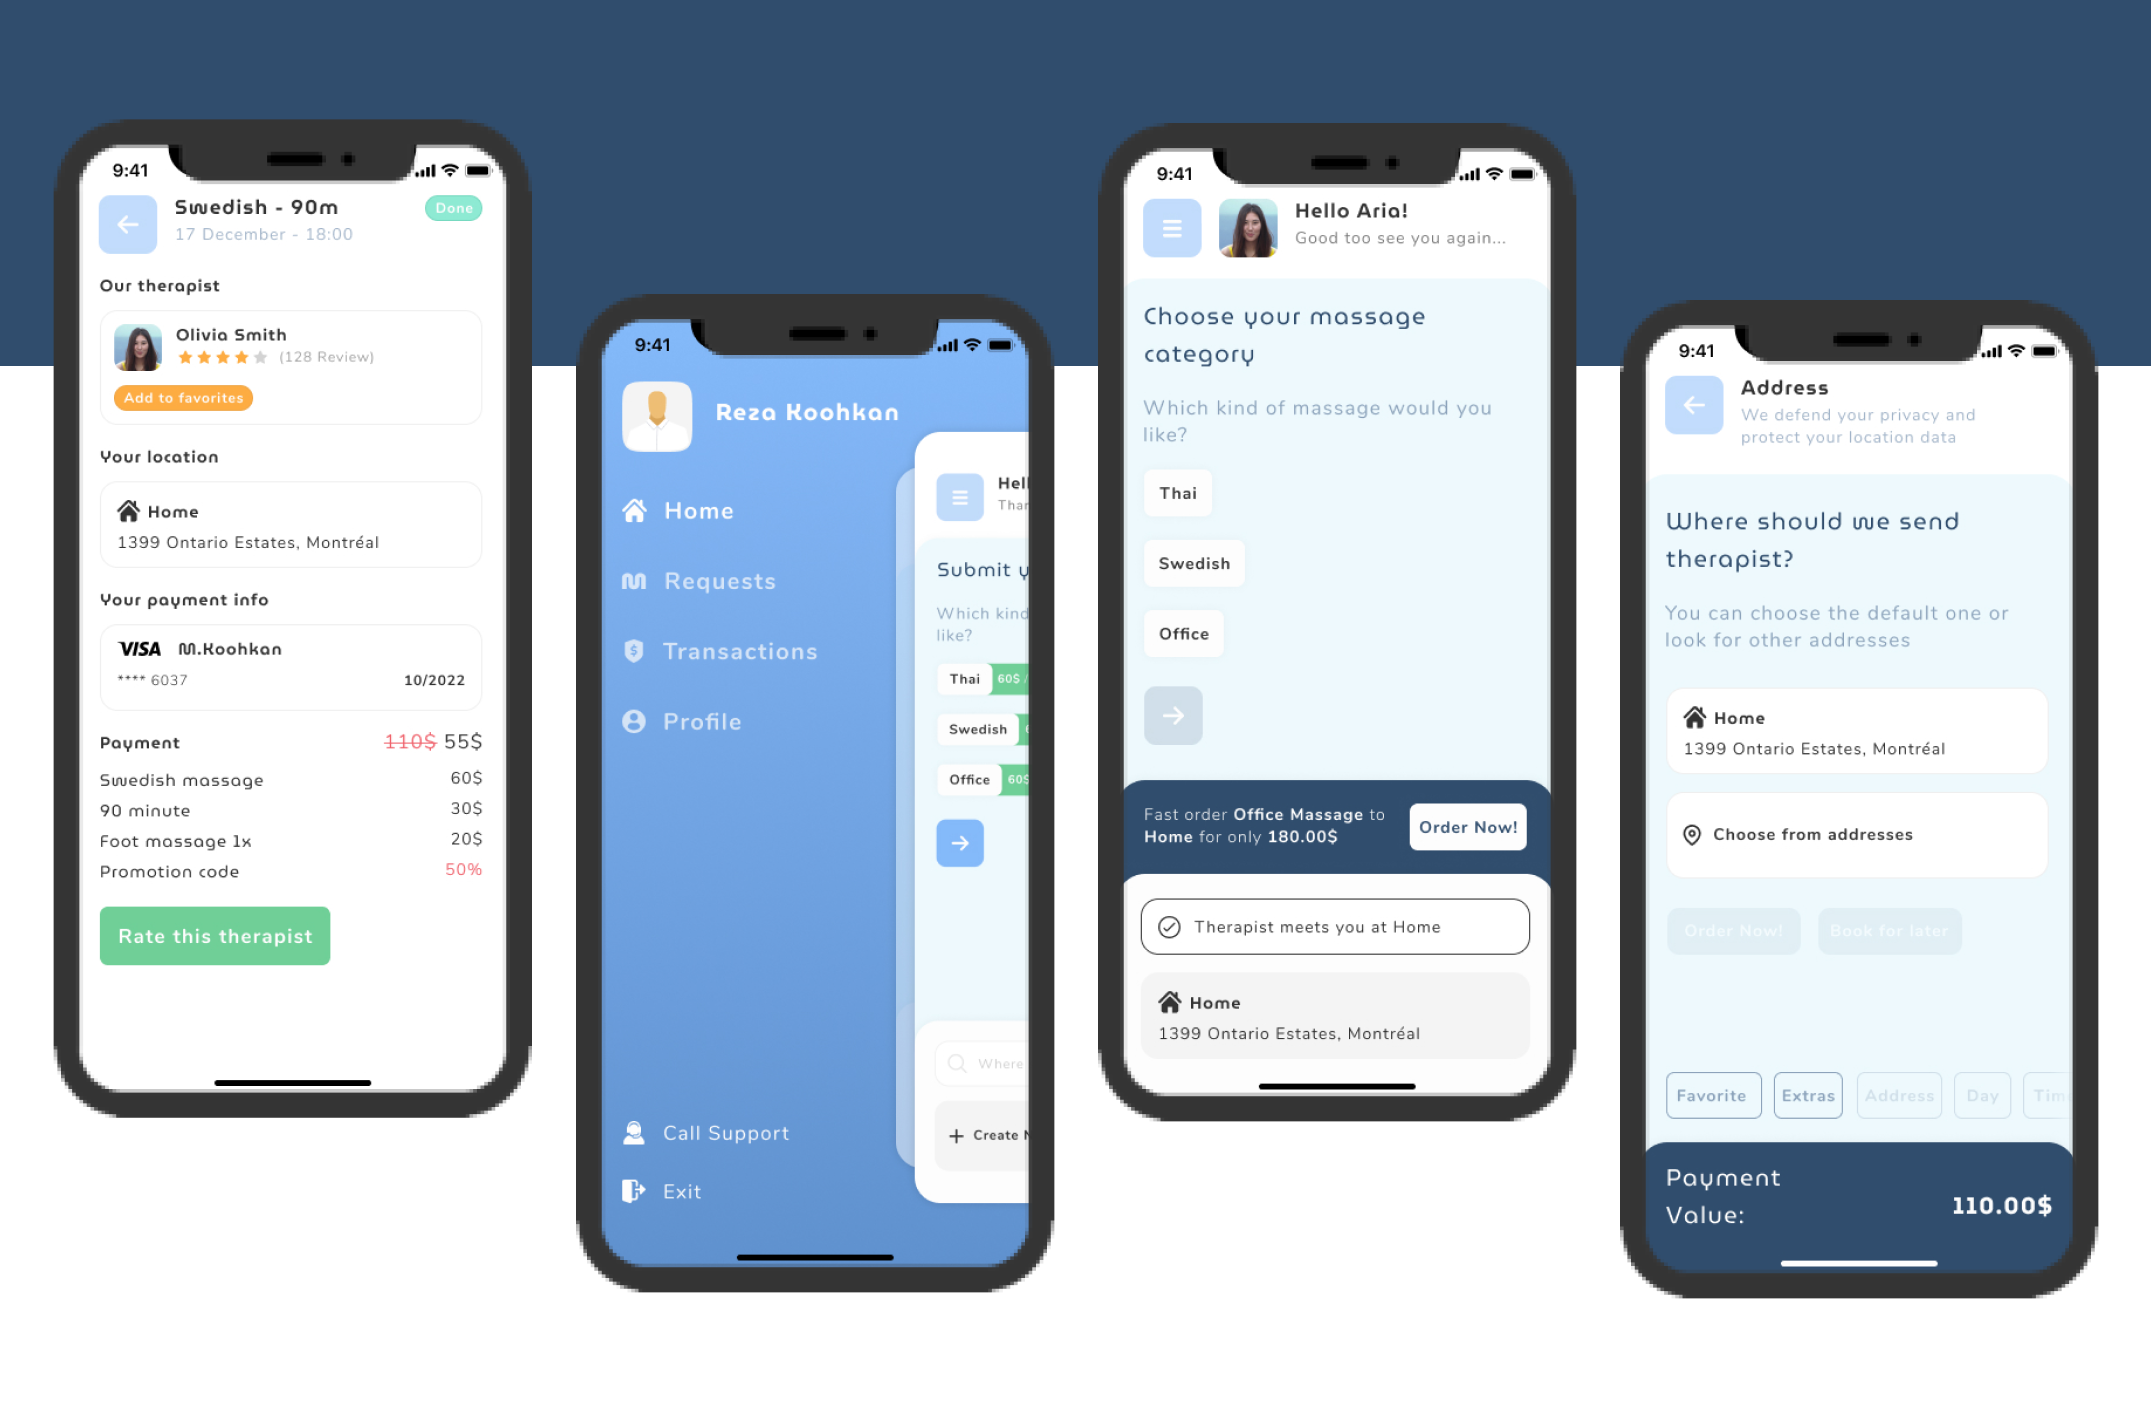 9:41
Swedish - 90m
Done
17 December - 18:00
Our therapist
Olivia Smith
(128 Review)
Add to favorites
Your location
Home
1399 Ontario Estates, Montréal
Your payment info
VISA M.Koohkan
**** 6037 10/2022
Payment 110$ 55$
Swedish massage 60$
90 minute 30$
Foot massage 1x 20$
Promotion code 50%
Rate this therapist
9:41
Reza Koohkan
Home
Requests
Transactions
Profile
Call Support
Exit
Hell
Than
Submit y
Which kind
like?
Thai 60$ /
Swedish 6
Office 60$
Where
Create N
9:41
Hello Aria!
Good too see you again...
Choose your massage
category
Which kind of massage would you
like?
Thai
Swedish
Office
Fast order Office Massage to
Home for only 180.00$
Order Now!
Therapist meets you at Home
Home
1399 Ontario Estates, Montréal
9:41
Address
We defend your privacy and
protect your location data
Where should we send
therapist?
You can choose the default one or
look for other addresses
Home
1399 Ontario Estates, Montréal
Choose from addresses
Order Now! Book for later
Favorite Extras Address Day Tim
Payment
Value:
110.00$